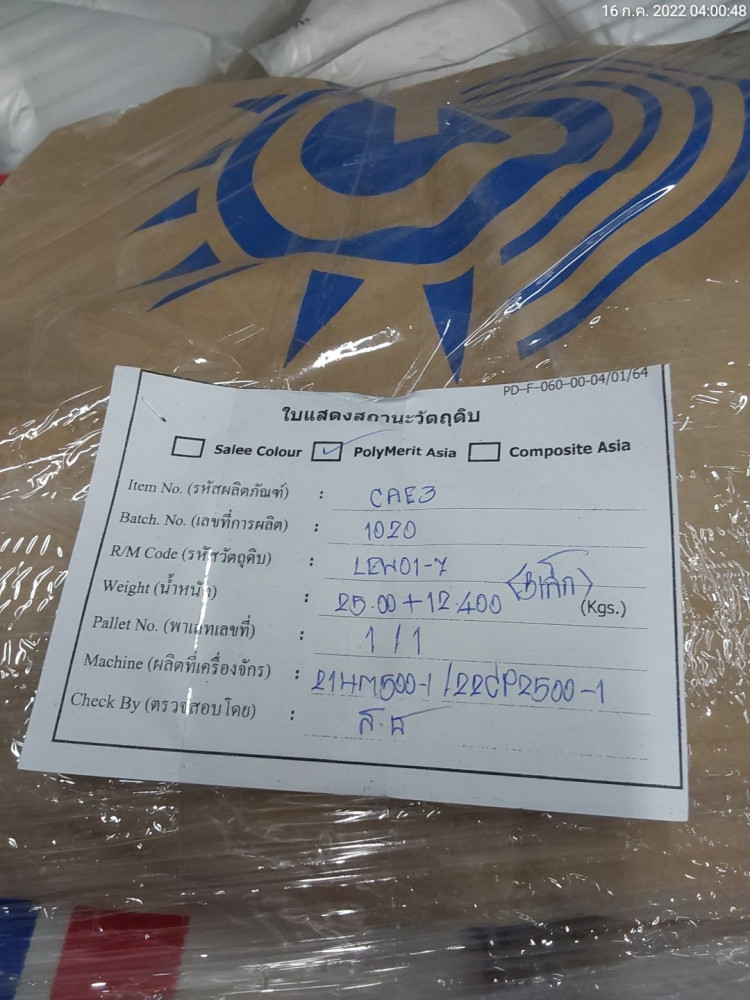 16 ก.ค. 2022 04:00:48
PD-F-060-00-04/01/64
ใบแสดงสถานะวัตถุดิบ
Salee Colour PolyMerit Asia Composite Asia
Item No. (รหัสผลิตภัณฑ์) : CAE3
Batch. No. (เลขที่การผลิต) : 1020
R/M Code (รหัสวัตถุดิบ) : LEW01-7
Weight (น้ำหนัก) : 25.00+12.400 (Kgs.)
Pallet No. (พาเลทเลขที่) : 1/1
Machine (ผลิตที่เครื่องจักร) : 21HM500-1/22CP2500-1
Check By (ตรวจสอบโดย) :